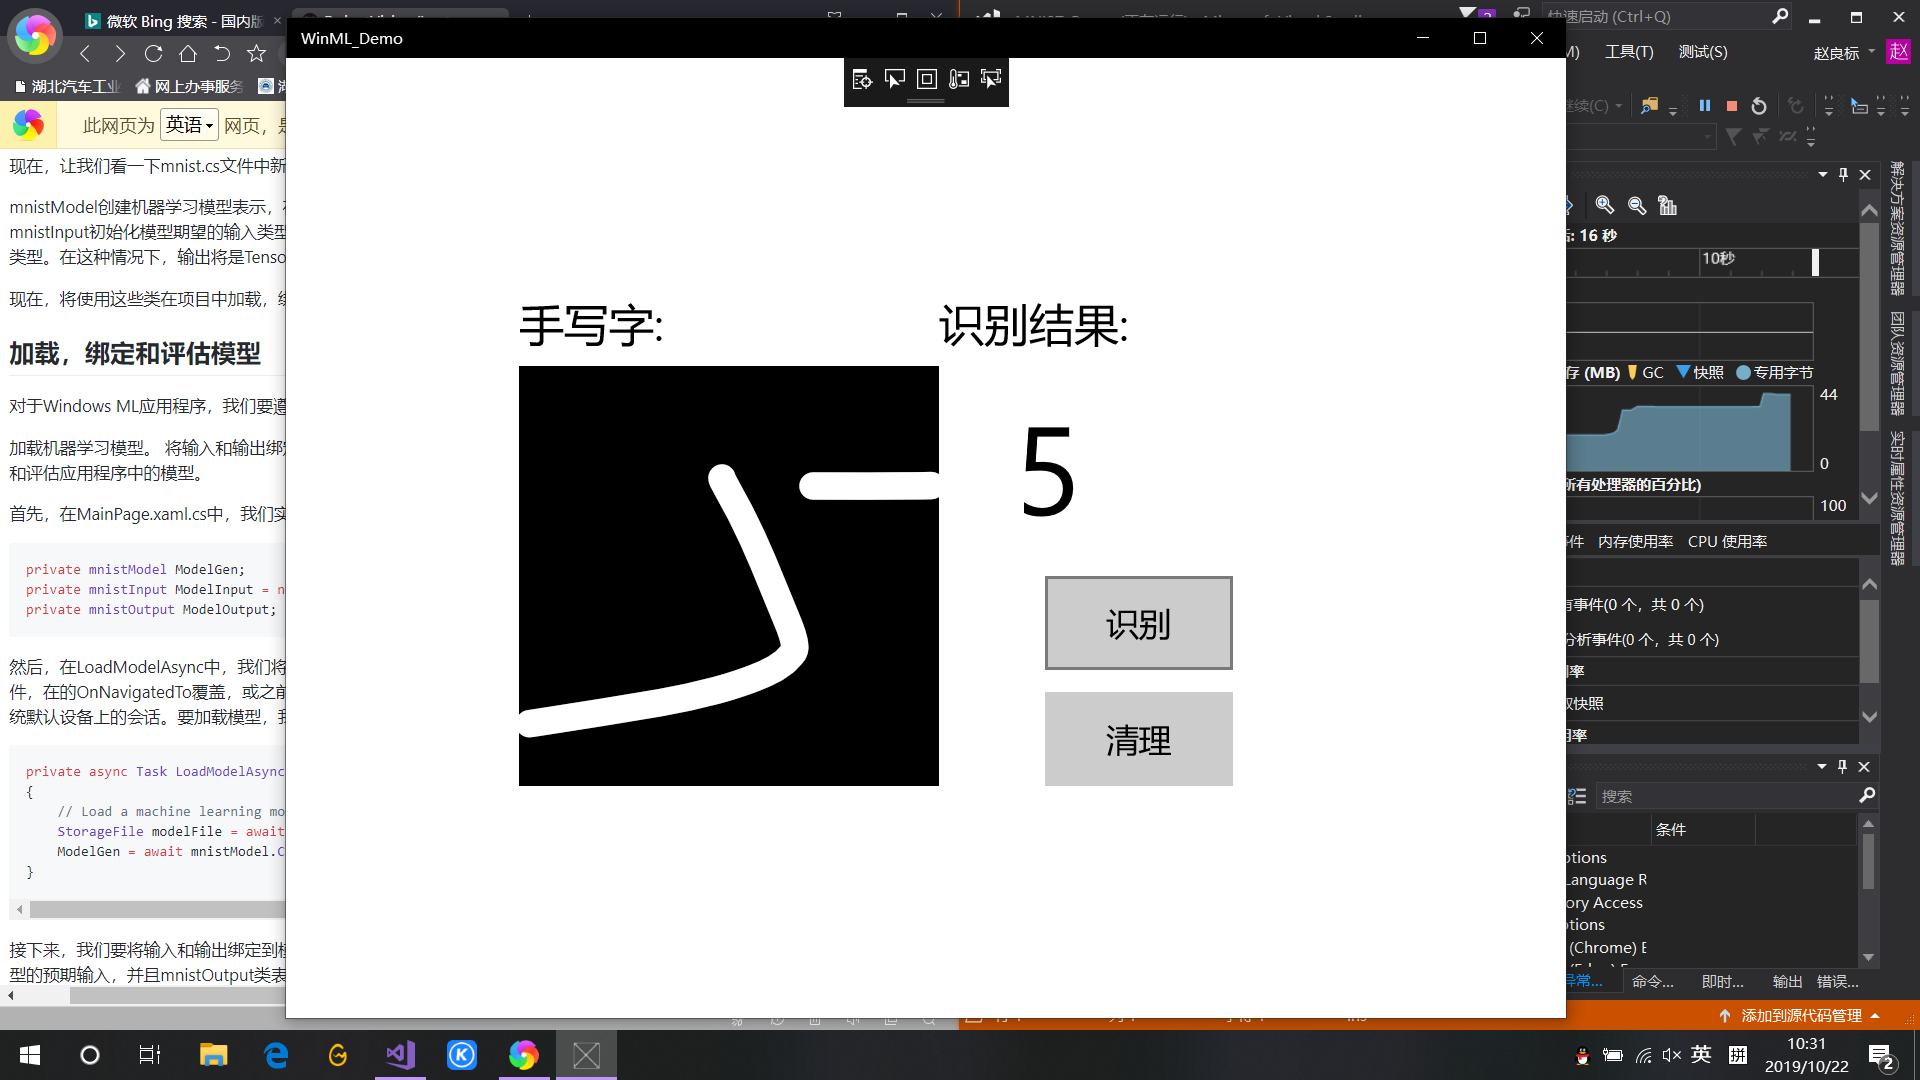 微软 Bing 搜索 - 国内版
快速启动 (Ctrl+Q)
WinML_Demo
工具(T)
测试(S)
赵良标
赵
湖北汽车工业
网上办事服务
此网页为
英语
网页，是
现在，让我们看一下mnist.cs文件中新
mnistModel创建机器学习模型表示，
mnistInput初始化模型期望的输入类型
类型。在这种情况下，输出将是Tenso
现在，将使用这些类在项目中加载，
加载，绑定和评估模型
对于Windows ML应用程序，我们要遵
加载机器学习模型。 将输入和输出绑定
和评估应用程序中的模型。
首先，在MainPage.xaml.cs中，我们实
private mnistModel ModelGen;
private mnistInput ModelInput = n
private mnistOutput ModelOutput;
然后，在LoadModelAsync中，我们将
件，在的OnNavigatedTo覆盖，或之前
统默认设备上的会话。要加载模型，我
private async Task LoadModelAsync
{
// Load a machine learning mo
StorageFile modelFile = await
ModelGen = await mnistModel.C
}
接下来，我们要将输入和输出绑定到模
型的预期输入，并且mnistOutput类表
手写字:
识别结果:
5
识别
清理
继续(C)
16 秒
10秒
(MB)
GC
快照
专用字节
44
0
所有处理器的百分比)
100
事件
内存使用率
CPU 使用率
有事件(0 个，共 0 个)
分析事件(0 个，共 0 个)
解决方案资源管理器
团队资源管理器
实时属性资源管理器
搜索
条件
ptions
Language R
ory Access
ptions
(Chrome) E
异常...
命令...
即时...
输出
错误...
添加到源代码管理
英
拼
10:31
2019/10/22
2